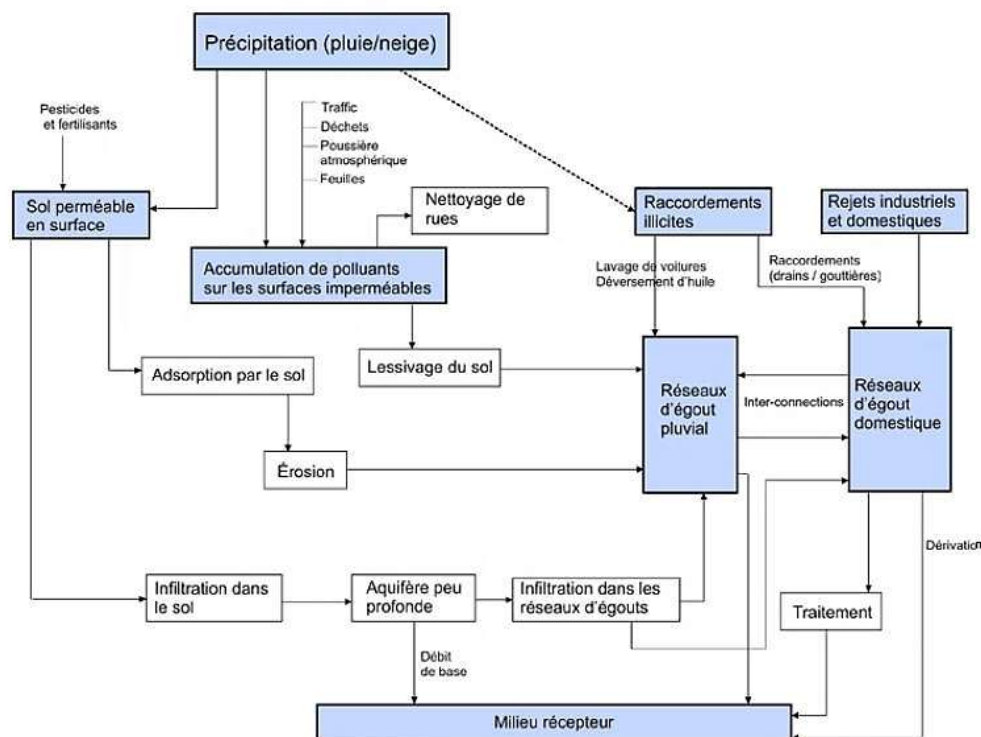 Précipitation (pluie/neige)
Pesticides
et fertilisants
Traffic
Déchets
Poussière
atmosphérique
Feuilles
Sol perméable
en surface
Nettoyage de
rues
Raccordements
illicites
Rejets industriels
et domestiques
Accumulation de polluants
sur les surfaces imperméables
Lavage de voitures
Déversement d'huile
Raccordements
(drains / gouttières)
Adsorption par le sol
Lessivage du sol
Réseaux
d'égout
pluvial
Inter-connections
Réseaux
d'égout
domestique
Érosion
Dérivation
Infiltration dans
le sol
Aquifère peu
profonde
Infiltration dans les
réseaux d'égouts
Traitement
Débit
de base
Milieu récepteur